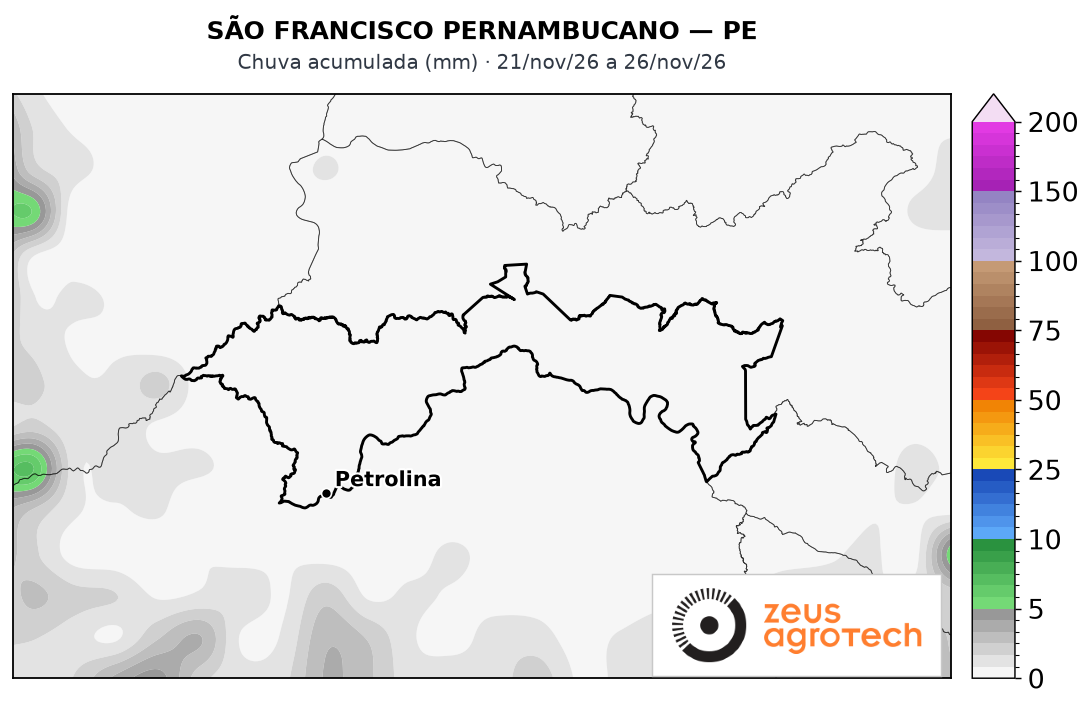 SÃO FRANCISCO PERNAMBUCANO — PE
Chuva acumulada (mm) · 21/nov/26 a 26/nov/26
200
150
100
75
50
25
10
5
0
Petrolina
zeus
agrotech